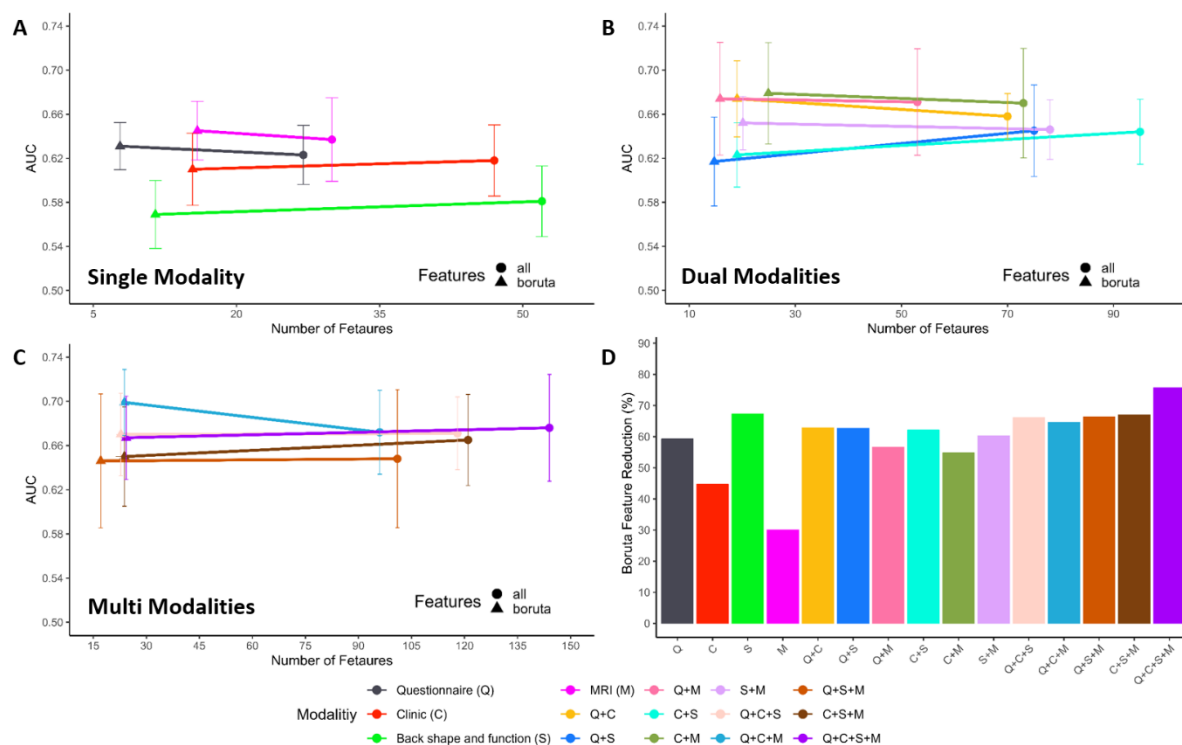 A
AUC
0.74
0.70
0.66
0.62
0.58
0.54
0.50
Single Modality
Features
all
boruta
5
20
35
50
Number of Fetaures
B
AUC
0.74
0.70
0.66
0.62
0.58
0.54
0.50
Dual Modalities
Features
all
boruta
10
30
50
70
90
Number of Fetaures
C
AUC
0.74
0.70
0.66
0.62
0.58
0.54
0.50
Multi Modalities
Features
all
boruta
15
30
45
60
75
90
105
120
135
150
Number of Fetaures
D
Boruta Feature Reduction (%)
90
80
70
60
50
40
30
20
10
0
Q
C
S
M
Q+C
Q+S
Q+M
C+S
C+M
S+M
Q+C+S
Q+C+M
Q+S+M
C+S+M
Q+C+S+M
Modalitiy
Questionnaire (Q)
Clinic (C)
Back shape and function (S)
MRI (M)
Q+C
Q+S
Q+M
C+S
C+M
S+M
Q+C+S
Q+C+M
Q+S+M
C+S+M
Q+C+S+M